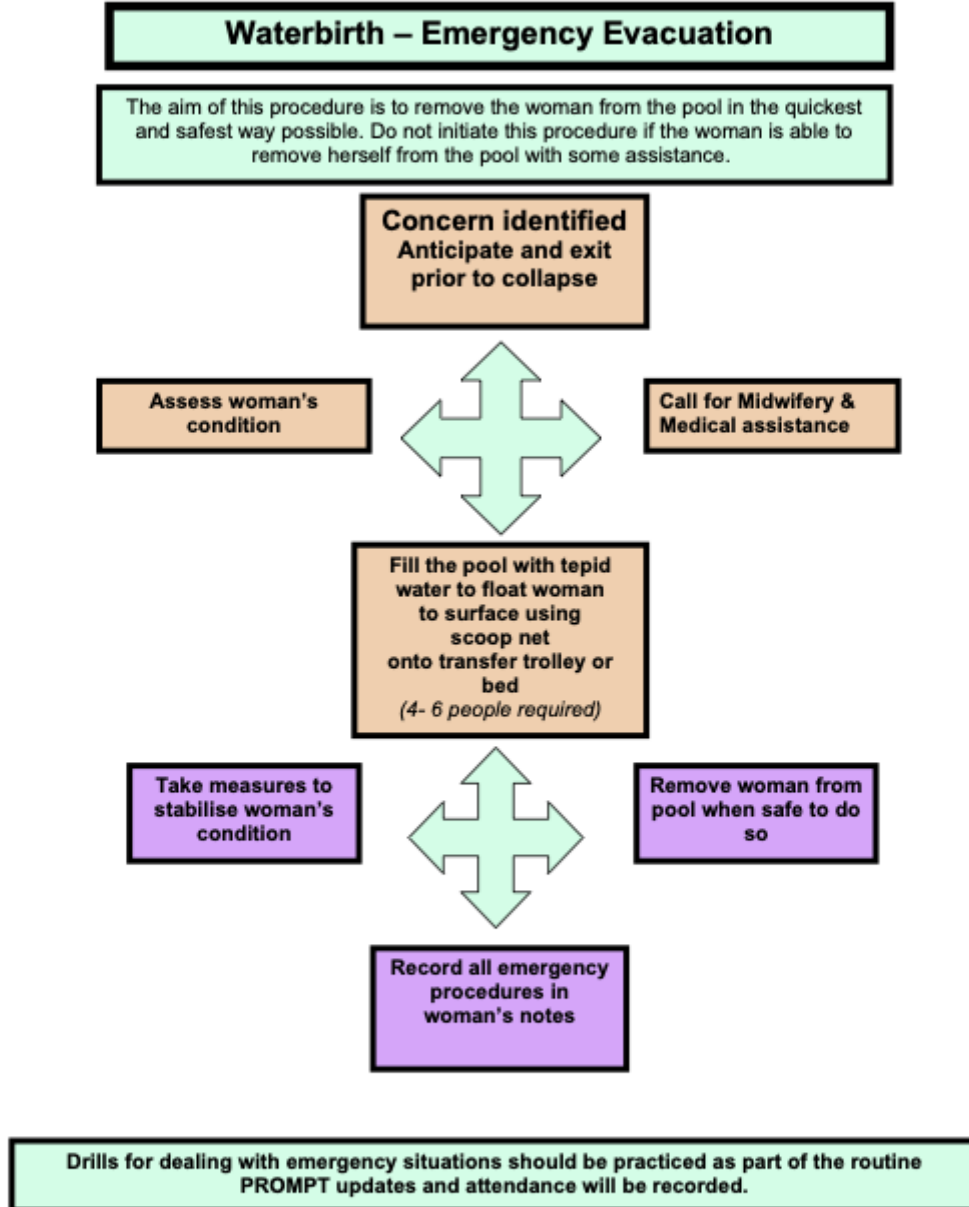 Waterbirth – Emergency Evacuation
The aim of this procedure is to remove the woman from the pool in the quickest
and safest way possible. Do not initiate this procedure if the woman is able to
remove herself from the pool with some assistance.
Concern identified
Anticipate and exit
prior to collapse
Assess woman's
condition
Call for Midwifery &
Medical assistance
Fill the pool with tepid
water to float woman
to surface using
scoop net
onto transfer trolley or
bed
(4- 6 people required)
Take measures to
stabilise woman's
condition
Remove woman from
pool when safe to do
so
Record all emergency
procedures in
woman's notes
Drills for dealing with emergency situations should be practiced as part of the routine
PROMPT updates and attendance will be recorded.